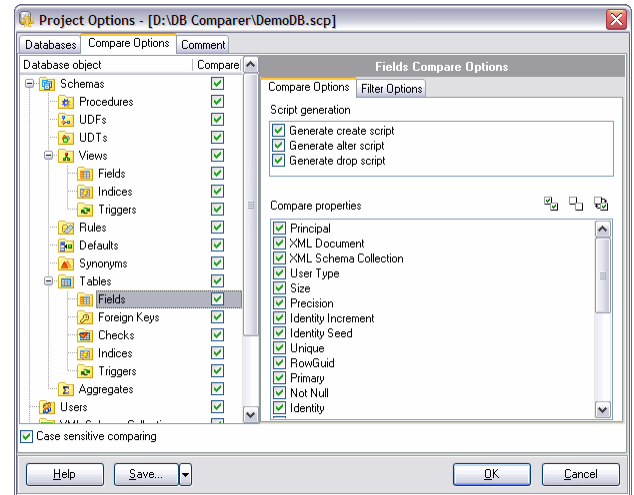 Project Options - [D:\DB Comparer\DemoDB.scp]
Databases Compare Options Comment
Database object Compare
Schemas
Procedures
UDFs
UDTs
Views
Fields
Indices
Triggers
Rules
Defaults
Synonyms
Tables
Fields
Foreign Keys
Checks
Indices
Triggers
Aggregates
Users
Fields Compare Options
Compare Options Filter Options
Script generation
Generate create script
Generate alter script
Generate drop script
Compare properties
Principal
XML Document
XML Schema Collection
User Type
Size
Precision
Identity Increment
Identity Seed
Unique
RowGuid
Primary
Not Null
Identity
Case sensitive comparing
Help Save... OK Cancel